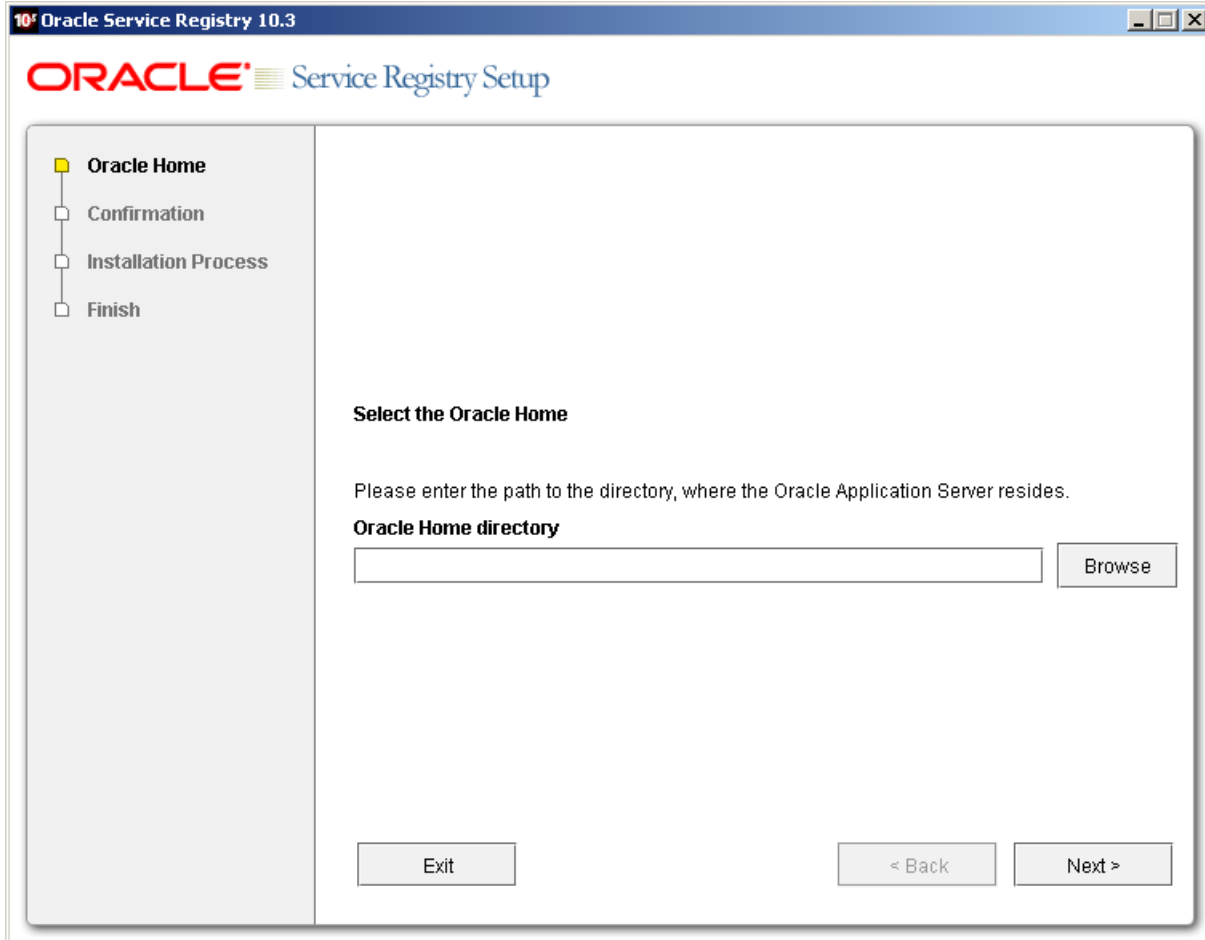 Oracle Service Registry 10.3
ORACLE Service Registry Setup
Oracle Home
Confirmation
Installation Process
Finish
Select the Oracle Home
Please enter the path to the directory, where the Oracle Application Server resides.
Oracle Home directory
Browse
Exit
< Back
Next >